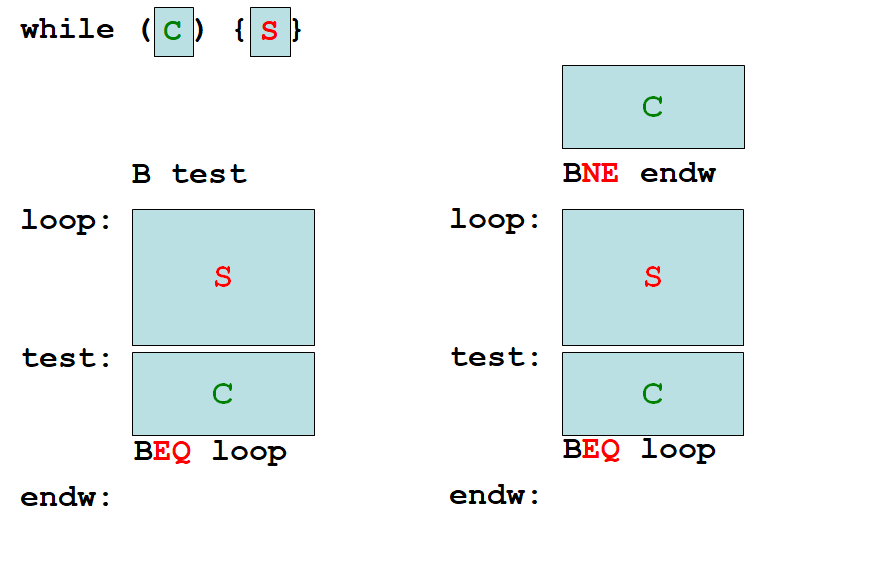 while (C) {S}
B test
loop:
S
test:
C
BEQ loop
endw:
C
BNE endw
loop:
S
test:
C
BEQ loop
endw: